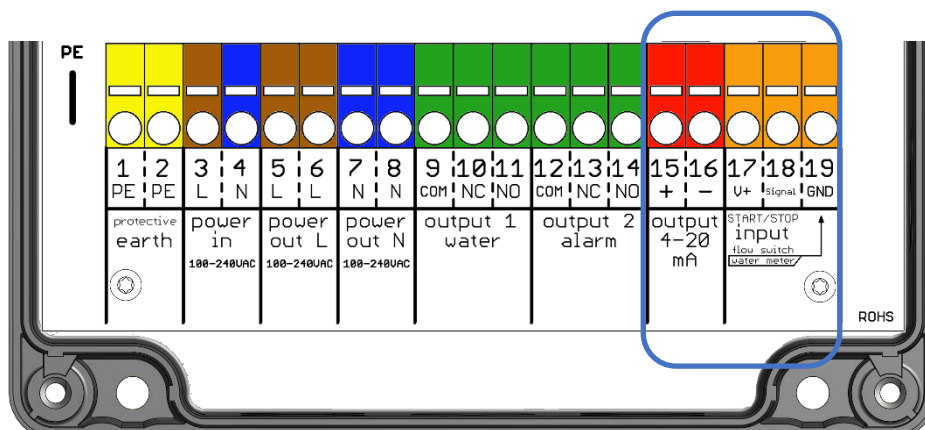 PE
1 2 3 4 5 6 7 8 9 10 11 12 13 14 15 16 17 18 19
PE PE L N L L N N COM NC NO COM NC NO + - V+ Signal GND
protective
earth
power
in
100-240VAC
power
out L
100-240VAC
power
out N
100-240VAC
output 1
water
output 2
alarm
output
4-20
mA
START/STOP
input
flow switch
water meter
ROHS